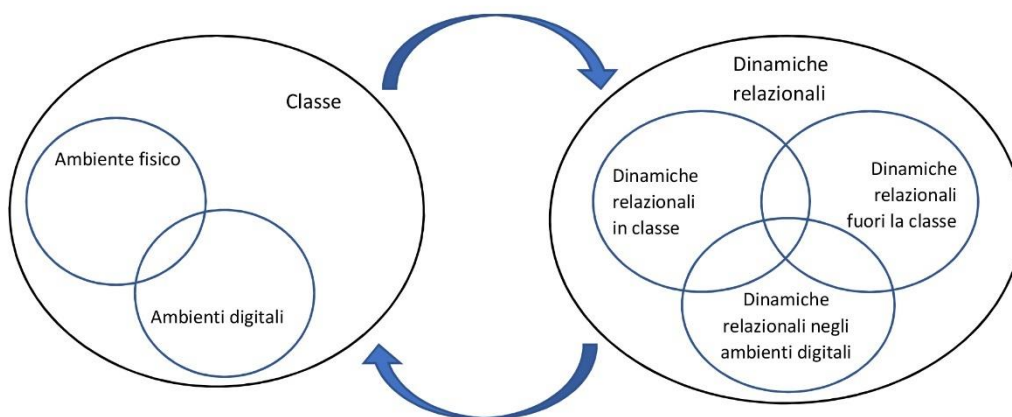 Classe
Ambiente fisico
Ambienti digitali
Dinamiche
relazionali
Dinamiche
relazionali
in classe
Dinamiche
relazionali
fuori la classe
Dinamiche
relazionali negli
ambienti digitali